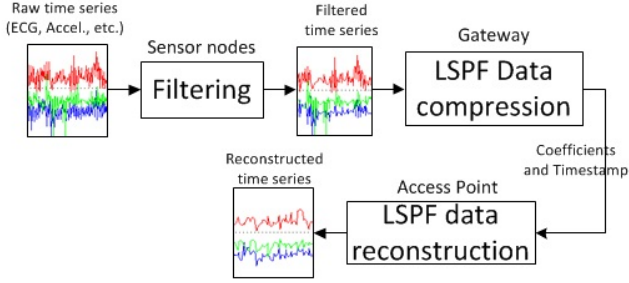 Raw time series
(ECG, Accel., etc.)
Sensor nodes
Filtering
Filtered
time series
Gateway
LSPF Data
compression
Coefficients
and Timestamp
Access Point
LSPF data
reconstruction
Reconstructed
time series